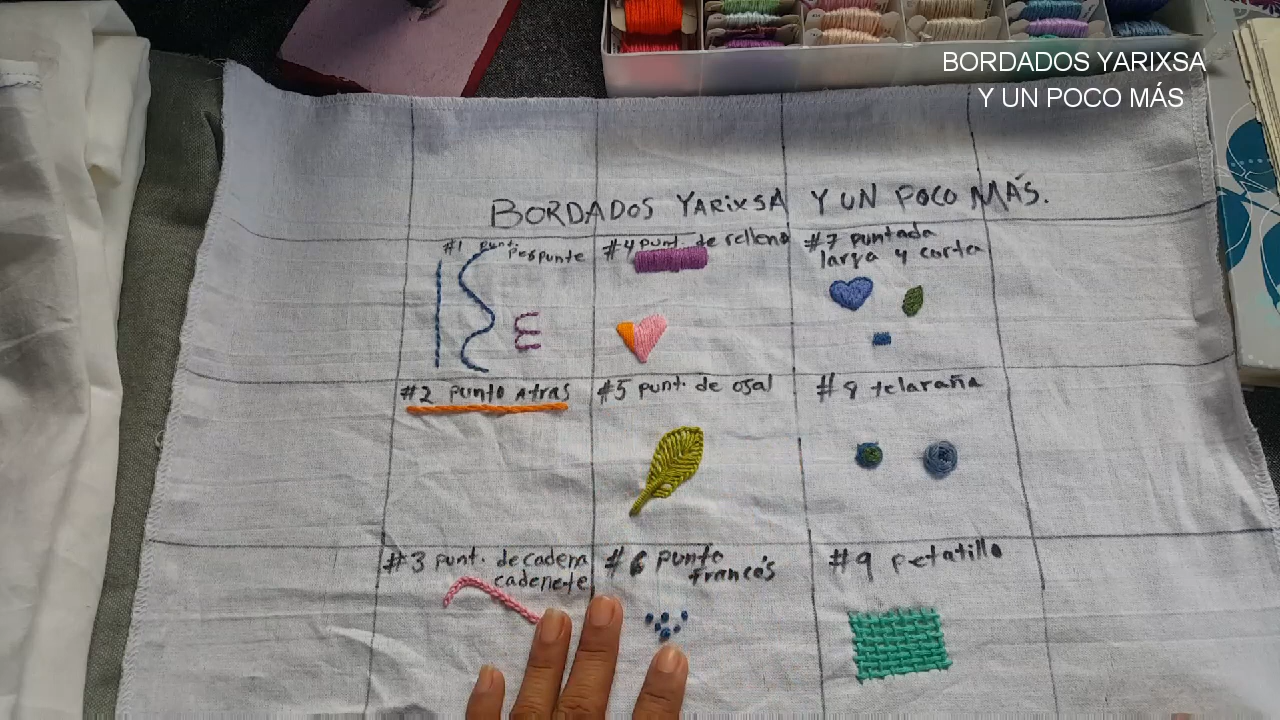 BORDADOS YARIXSA
Y UN POCO MÁS
BORDADOS YARIXSA Y UN POCO MÁS.
#1 punt.
pespunte
#4 punt. de relleno
#7 puntada
larga y corta
#2 punto atras
#5 punt. de ojal
#8 telaraña
#3 punt. de cadena
cadenete
#6 punto
francés
#9 petatillo